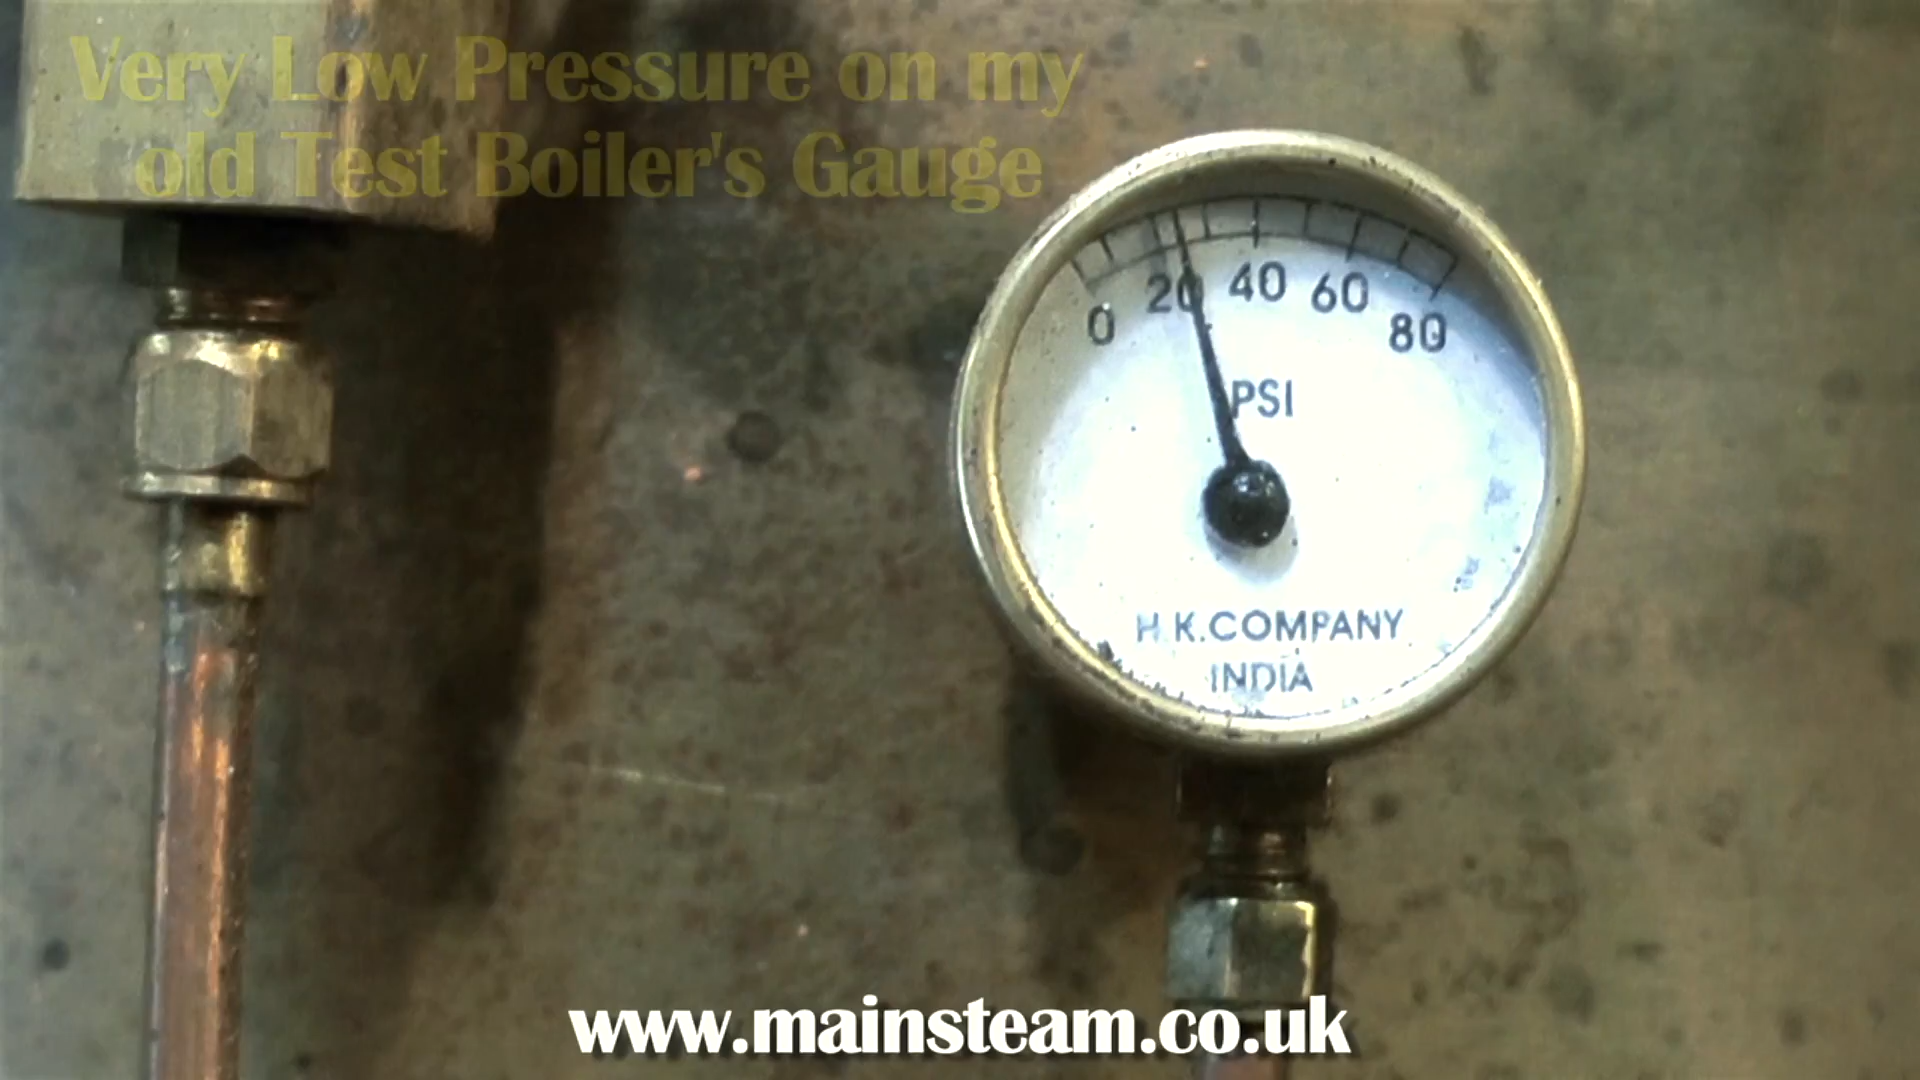 Very Low Pressure on my
old Test Boiler's Gauge
0 20 40 60 80
PSI
H.K.COMPANY
INDIA
www.mainsteam.co.uk